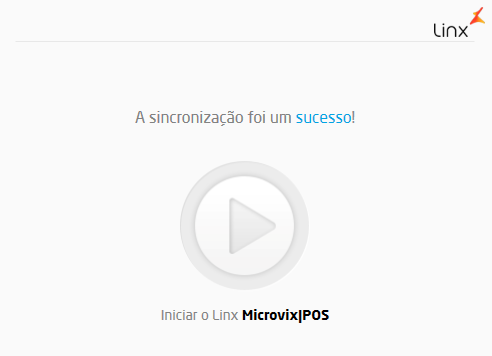 Linx
A sincronização foi um sucesso!
Iniciar o Linx Microvix|POS